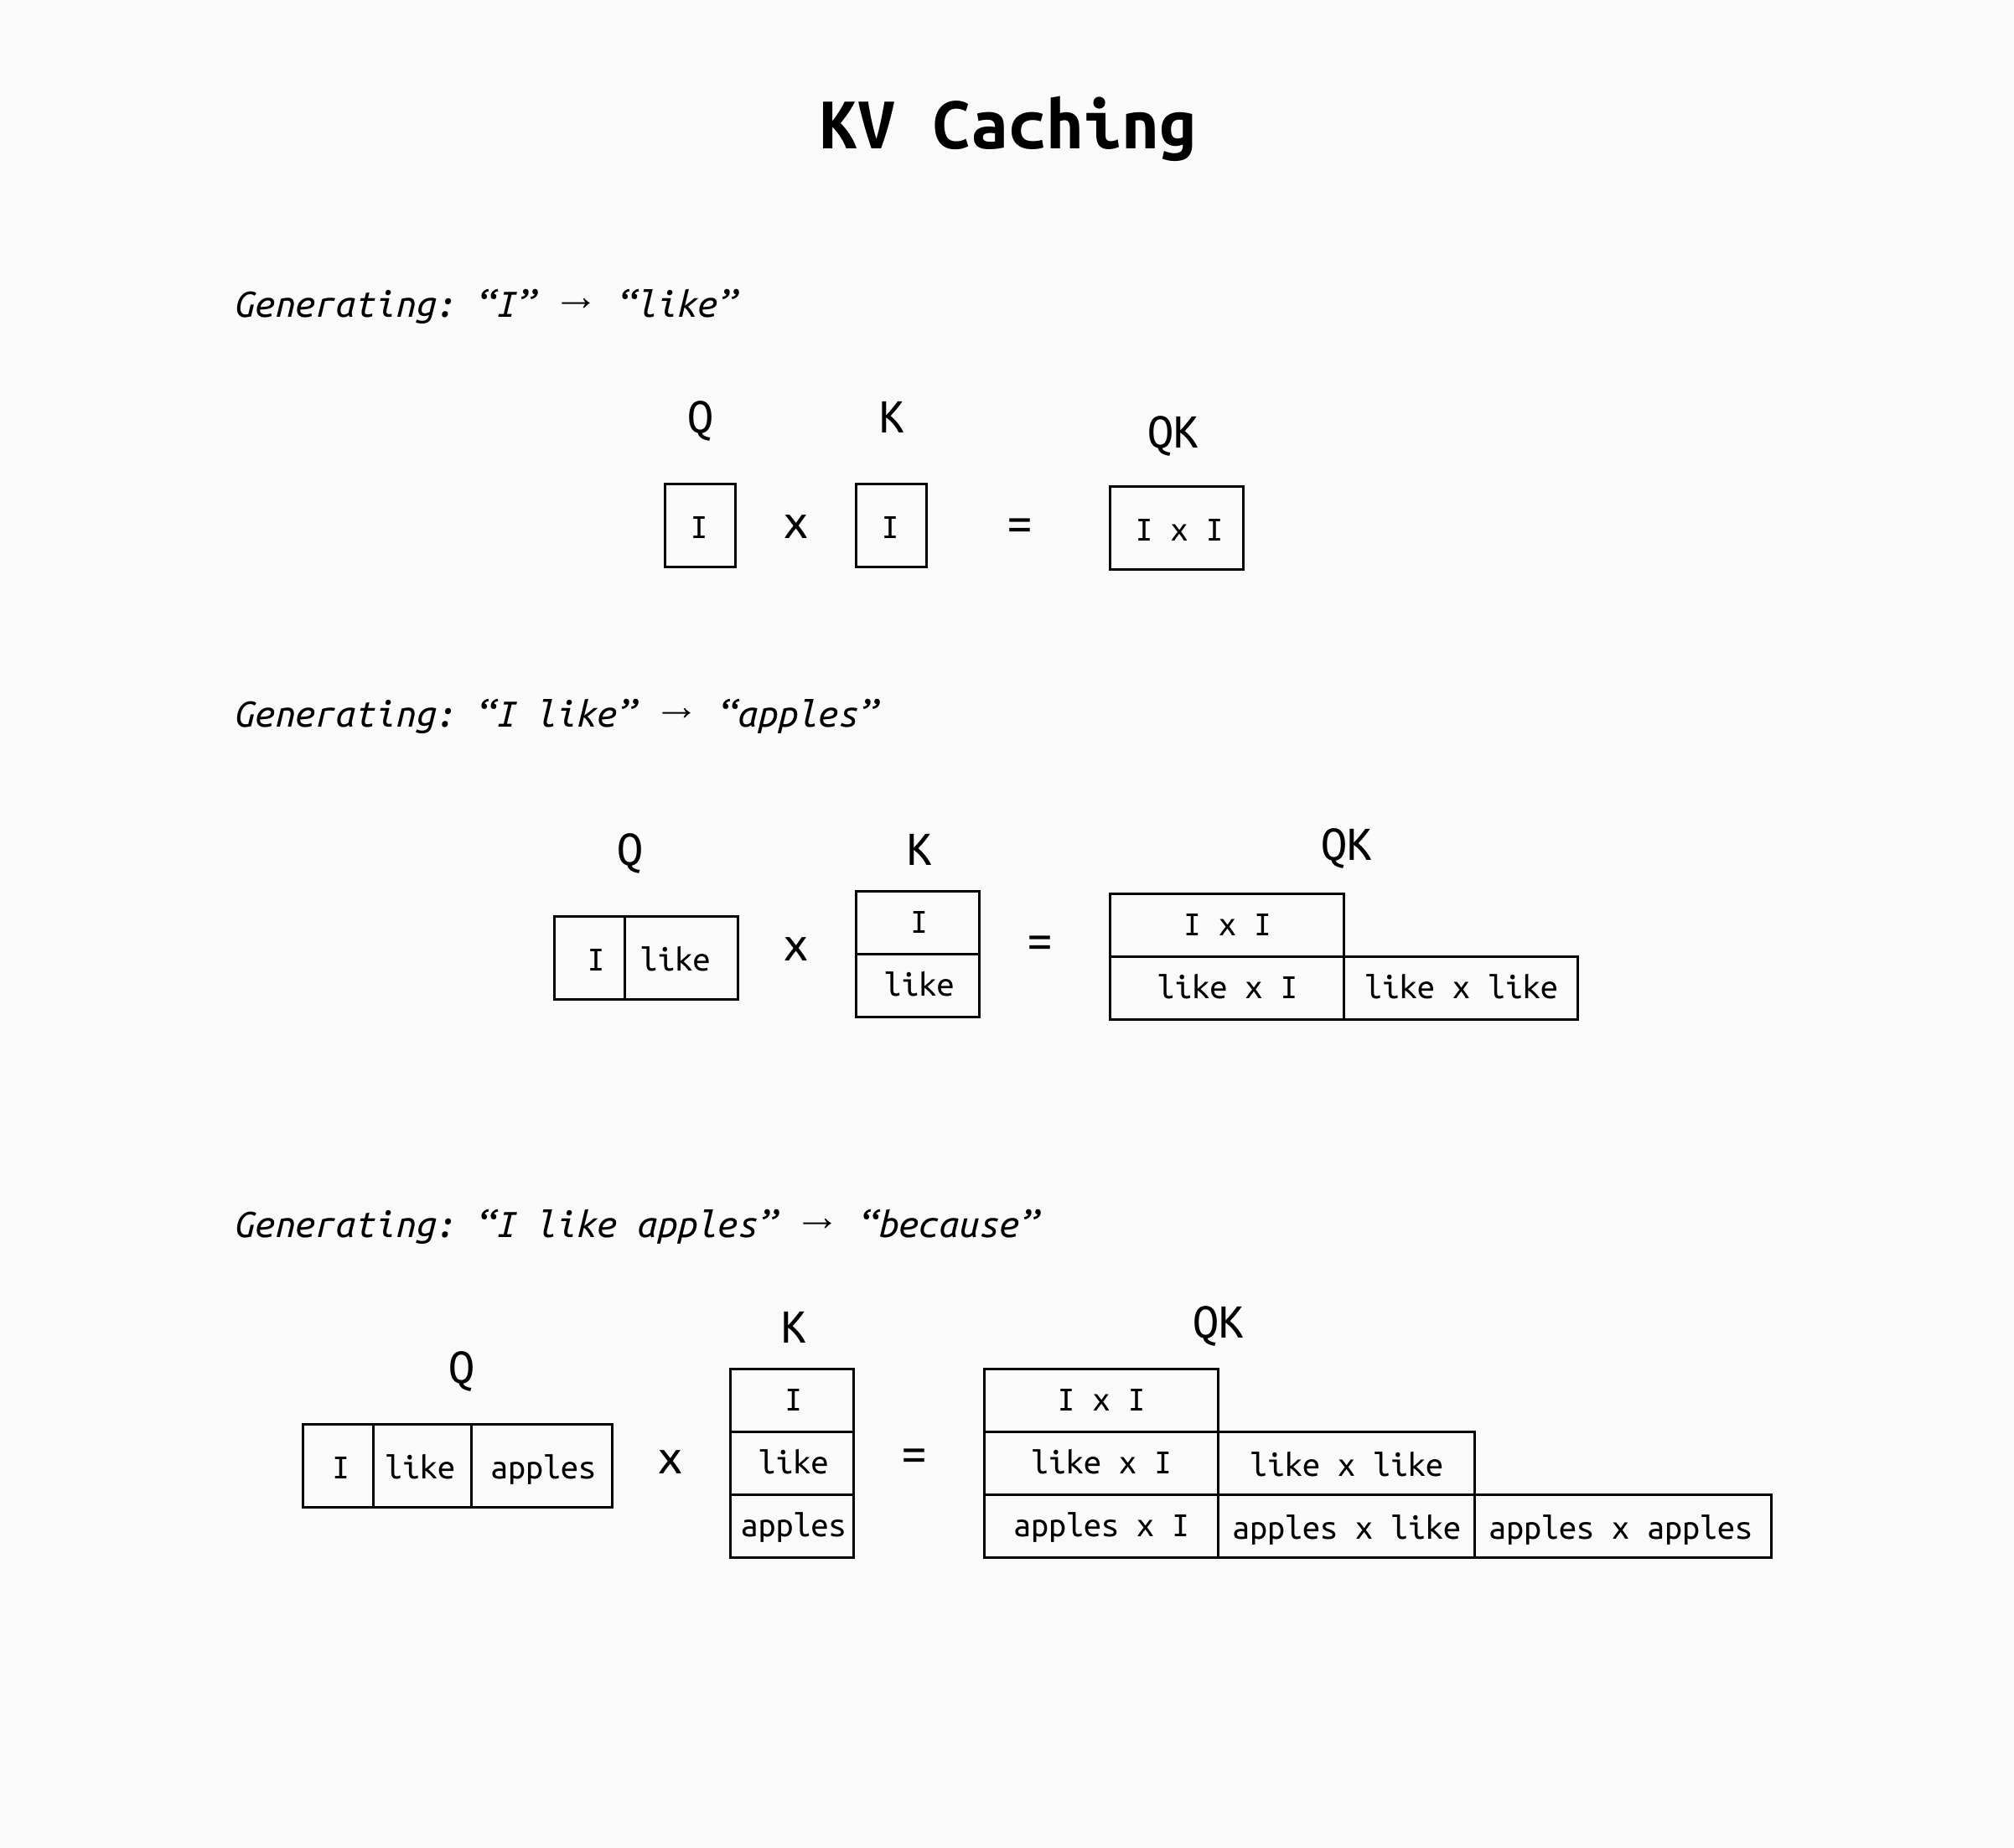 KV Caching
Generating: “I” → “like”
Q K QK
I x I = I x I
Generating: “I like” → “apples”
Q K QK
I like x I like = I x I
like x I like x like
Generating: “I like apples” → “because”
Q K QK
I like apples x I like apples = I x I
like x I like x like
apples x I apples x like apples x apples